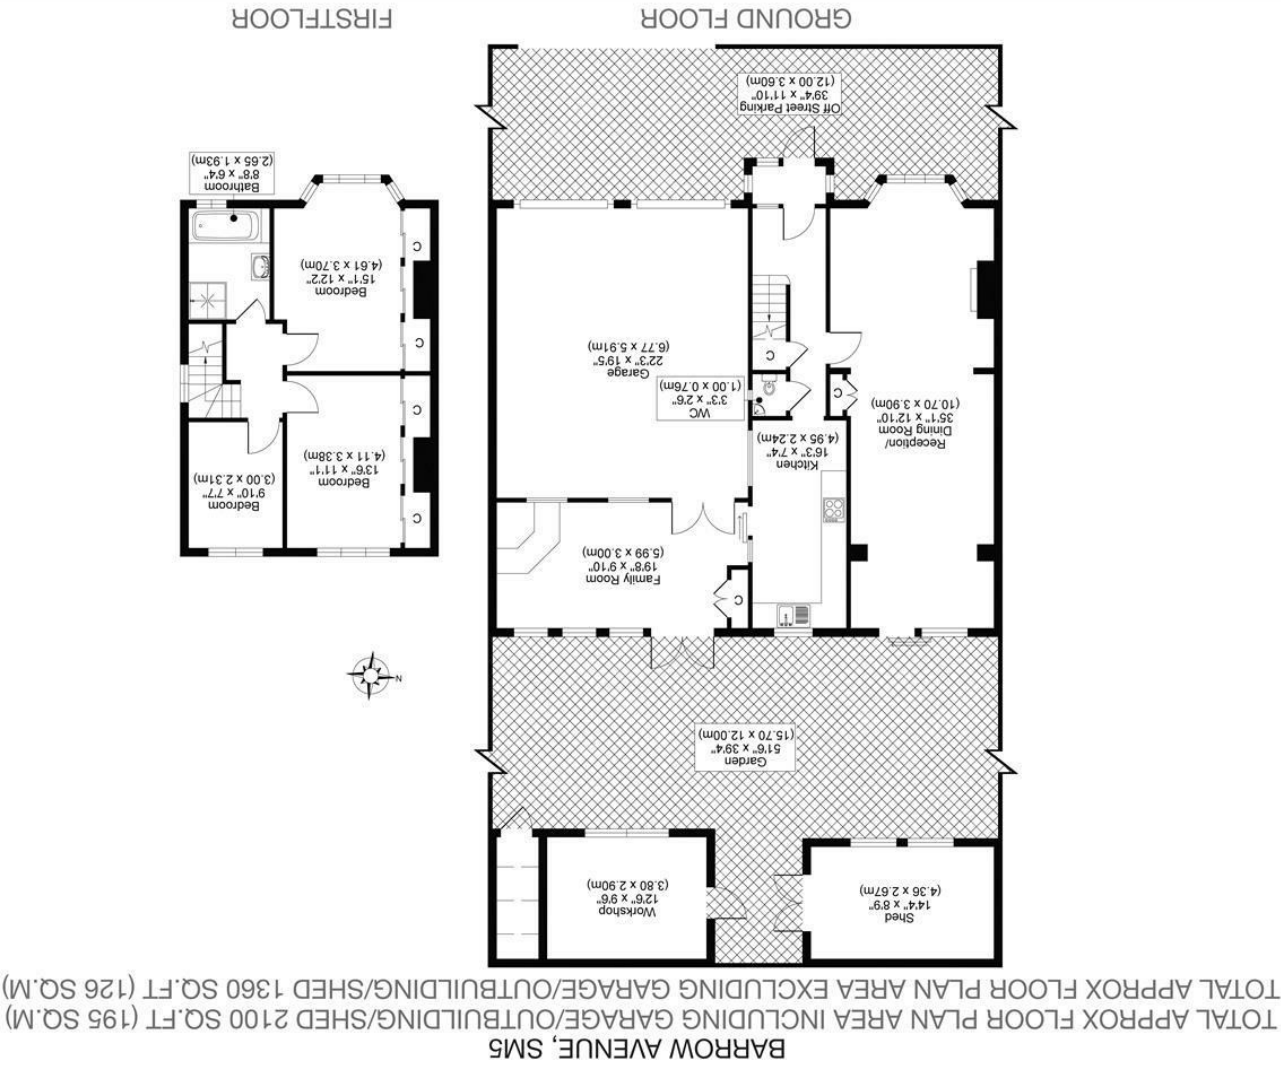 BARROW AVENUE, SM5
TOTAL APPROX FLOOR PLAN AREA INCLUDING GARAGE/OUTBUILDING/SHED 2100 SQ.FT (195 SQ.M)
TOTAL APPROX FLOOR PLAN AREA EXCLUDING GARAGE/OUTBUILDING/SHED 1360 SQ.FT (126 SQ.M)
Shed
14'4" x 8'9"
(4.36 x 2.67m)
Workshop
12'6" x 9'6"
(3.80 x 2.90m)
Garden
51'6" x 39'4"
(15.70 x 12.00m)
N
C
Family Room
19'8" x 9'10"
(5.99 x 3.00m)
Kitchen
16'3" x 7'4"
(4.95 x 2.24m)
Reception/
Dining Room
35'1" x 12'10"
(10.70 x 3.90m)
C
WC
3'3" x 2'6"
(1.00 x 0.76m)
C
Garage
22'3" x 19'5"
(6.77 x 5.91m)
Off Street Parking
39'4" x 11'10"
(12.00 x 3.60m)
GROUND FLOOR
C
Bedroom
9'10" x 7'7"
(3.00 x 2.31m)
Bedroom
13'6" x 11'1"
(4.11 x 3.38m)
C
C
Bedroom
15'1" x 12'2"
(4.61 x 3.70m)
C
Bathroom
8'8" x 6'4"
(2.65 x 1.93m)
FIRSTFLOOR